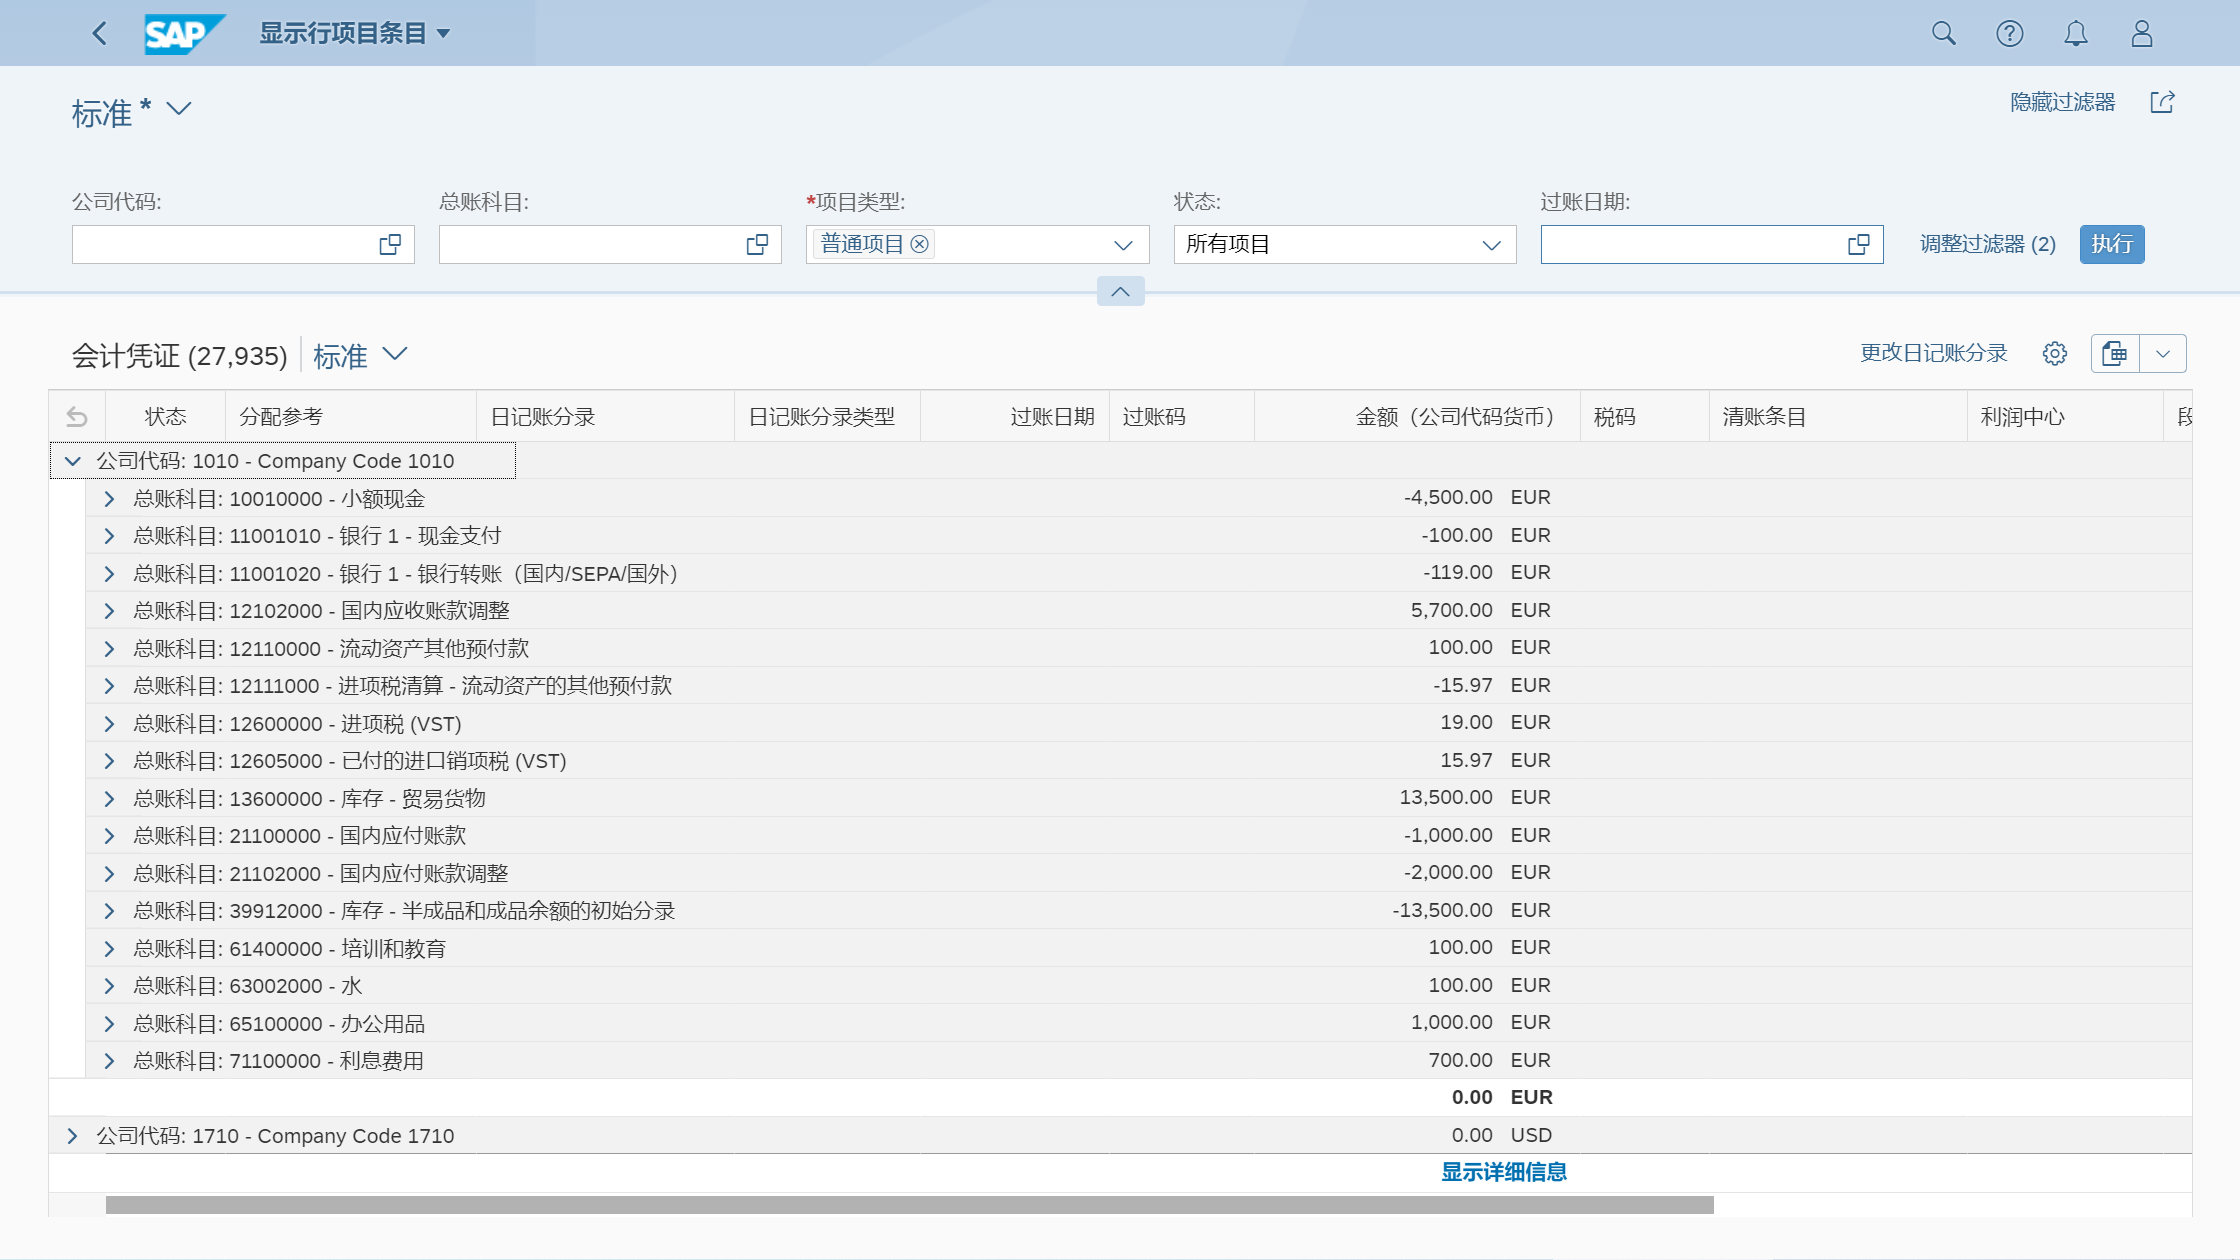 SAP 显示行项目条目
标准 *
隐藏过滤器
公司代码: 总账科目: *项目类型: 状态: 过账日期:
普通项目 所有项目 调整过滤器 (2) 执行
会计凭证 (27,935) 标准 更改日记账分录
状态 分配参考 日记账分录 日记账分录类型 过账日期 过账码 金额（公司代码货币） 税码 清账条目 利润中心 段
公司代码: 1010 - Company Code 1010
总账科目: 10010000 - 小额现金 -4,500.00 EUR
总账科目: 11001010 - 银行 1 - 现金支付 -100.00 EUR
总账科目: 11001020 - 银行 1 - 银行转账（国内/SEPA/国外） -119.00 EUR
总账科目: 12102000 - 国内应收账款调整 5,700.00 EUR
总账科目: 12110000 - 流动资产其他预付款 100.00 EUR
总账科目: 12111000 - 进项税清算 - 流动资产的其他预付款 -15.97 EUR
总账科目: 12600000 - 进项税 (VST) 19.00 EUR
总账科目: 12605000 - 已付的进口销项税 (VST) 15.97 EUR
总账科目: 13600000 - 库存 - 贸易货物 13,500.00 EUR
总账科目: 21100000 - 国内应付账款 -1,000.00 EUR
总账科目: 21102000 - 国内应付账款调整 -2,000.00 EUR
总账科目: 39912000 - 库存 - 半成品和成品余额的初始分录 -13,500.00 EUR
总账科目: 61400000 - 培训和教育 100.00 EUR
总账科目: 63002000 - 水 100.00 EUR
总账科目: 65100000 - 办公用品 1,000.00 EUR
总账科目: 71100000 - 利息费用 700.00 EUR
0.00 EUR
公司代码: 1710 - Company Code 1710 0.00 USD
显示详细信息